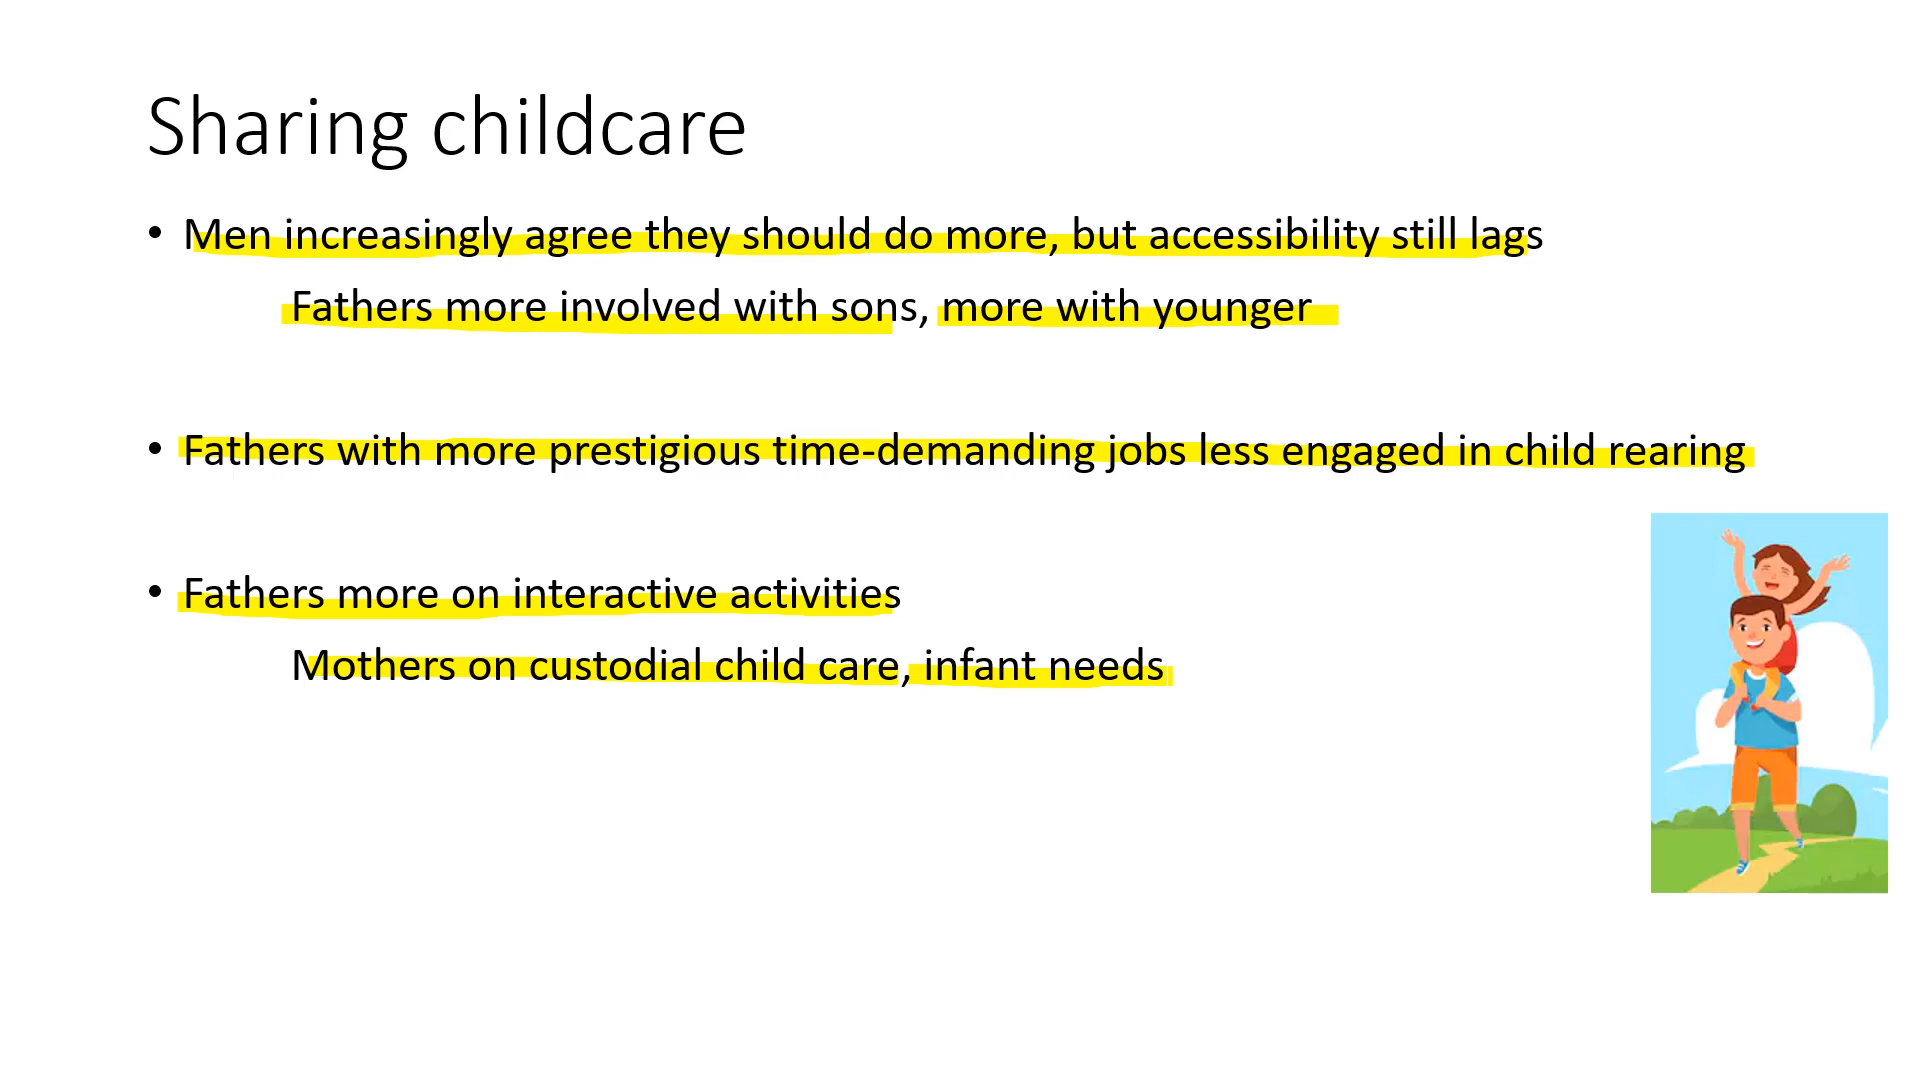 Sharing childcare
• Men increasingly agree they should do more, but accessibility still lags
Fathers more involved with sons, more with younger
• Fathers with more prestigious time-demanding jobs less engaged in child rearing
• Fathers more on interactive activities
Mothers on custodial child care, infant needs